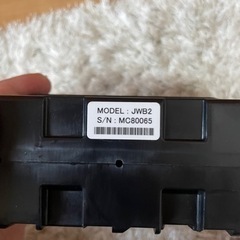 MODEL : JWB2
S/N : MC80065